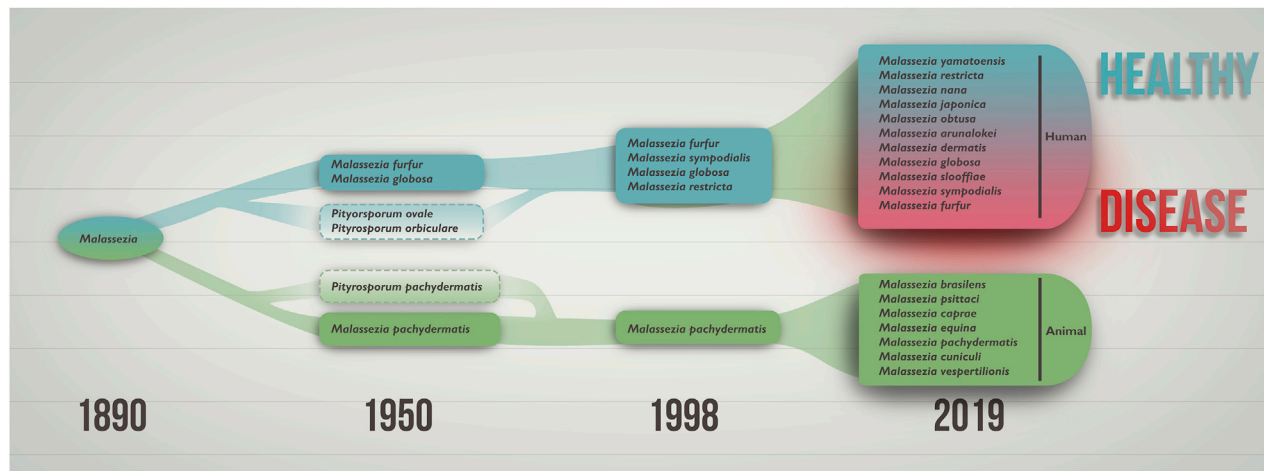 Malassezia
Malassezia furfur
Malassezia globosa
Pityorsporum ovale
Pityrosporum orbiculare
Pityrosporum pachydermatis
Malassezia pachydermatis
Malassezia furfur
Malassezia sympodialis
Malassezia globosa
Malassezia restricta
Malassezia pachydermatis
Malassezia yamatoensis
Malassezia restricta
Malassezia nana
Malassezia japonica
Malassezia obtusa
Malassezia arunalokei
Malassezia dermatis
Malassezia globosa
Malassezia slooffiae
Malassezia sympodialis
Malassezia furfur
Human
HEALTHY
DISEASE
Malassezia brasilens
Malassezia psittaci
Malassezia caprae
Malassezia equina
Malassezia pachydermatis
Malassezia cuniculi
Malassezia vespertilionis
Animal
1890
1950
1998
2019